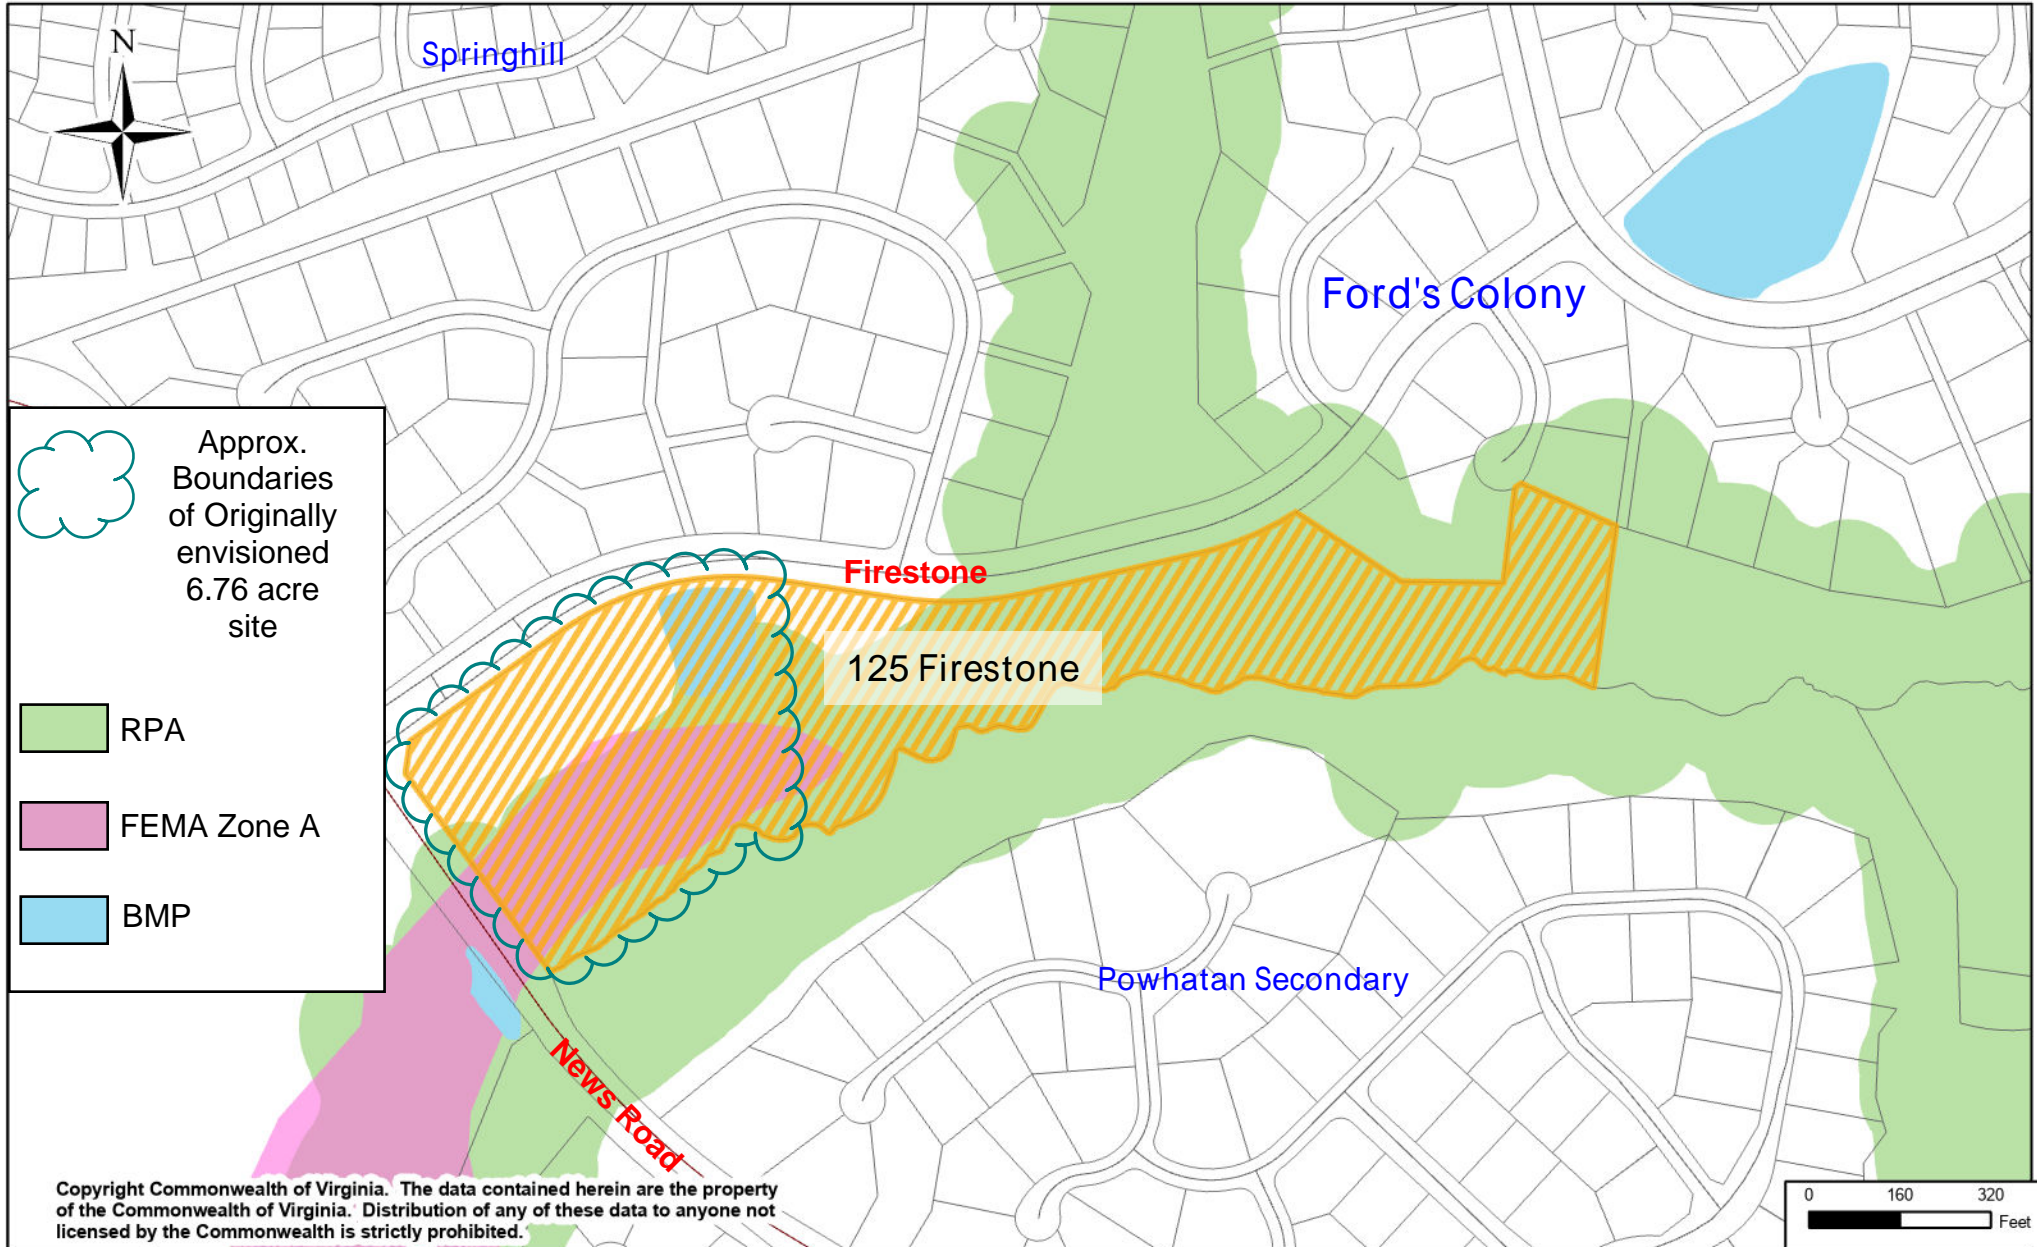 N
Springhill
Ford's Colony
Approx.
Boundaries
of Originally
envisioned
6.76 acre
site
RPA
FEMA Zone A
BMP
Firestone
125 Firestone
Powhatan Secondary
News Road
Copyright Commonwealth of Virginia. The data contained herein are the property
of the Commonwealth of Virginia. Distribution of any of these data to anyone not
licensed by the Commonwealth is strictly prohibited.
0 160 320
Feet